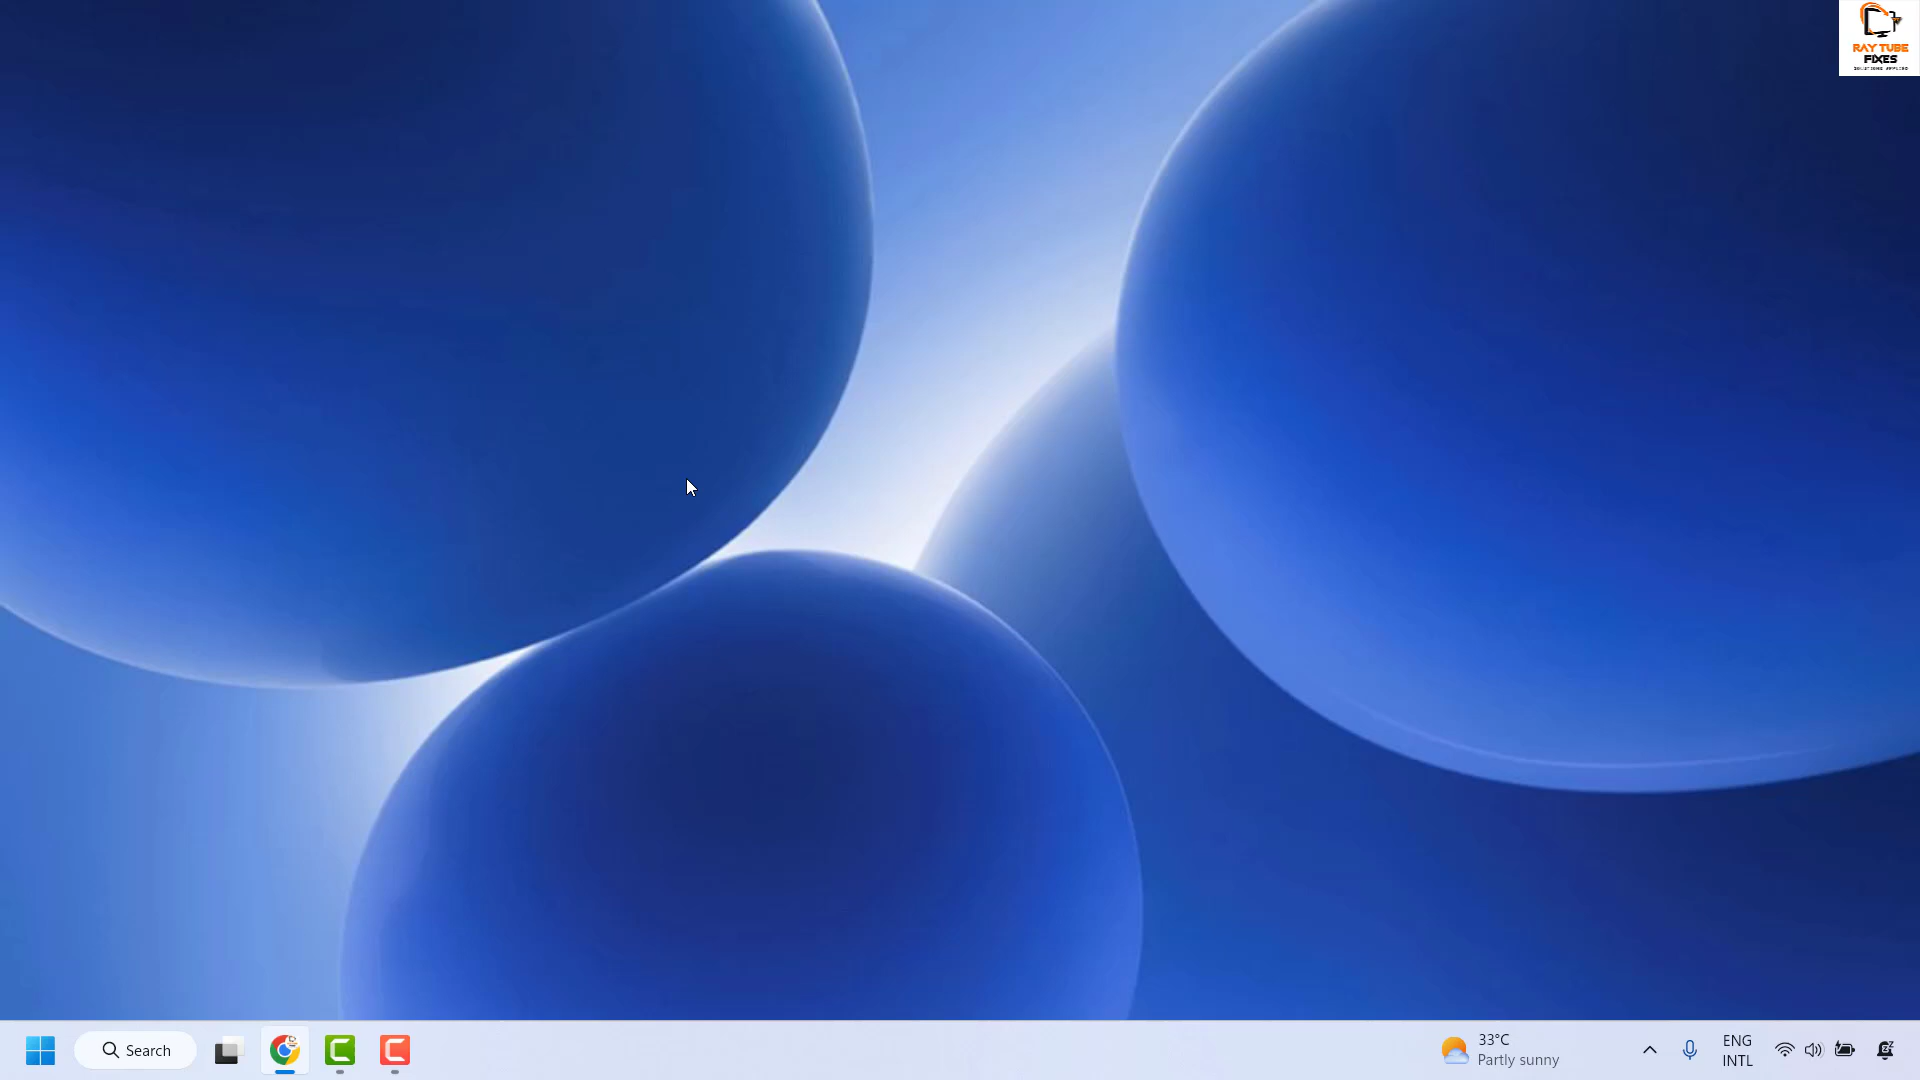 RAY TUBE
FIXES
Search
33°C
Partly sunny
ENG
INTL